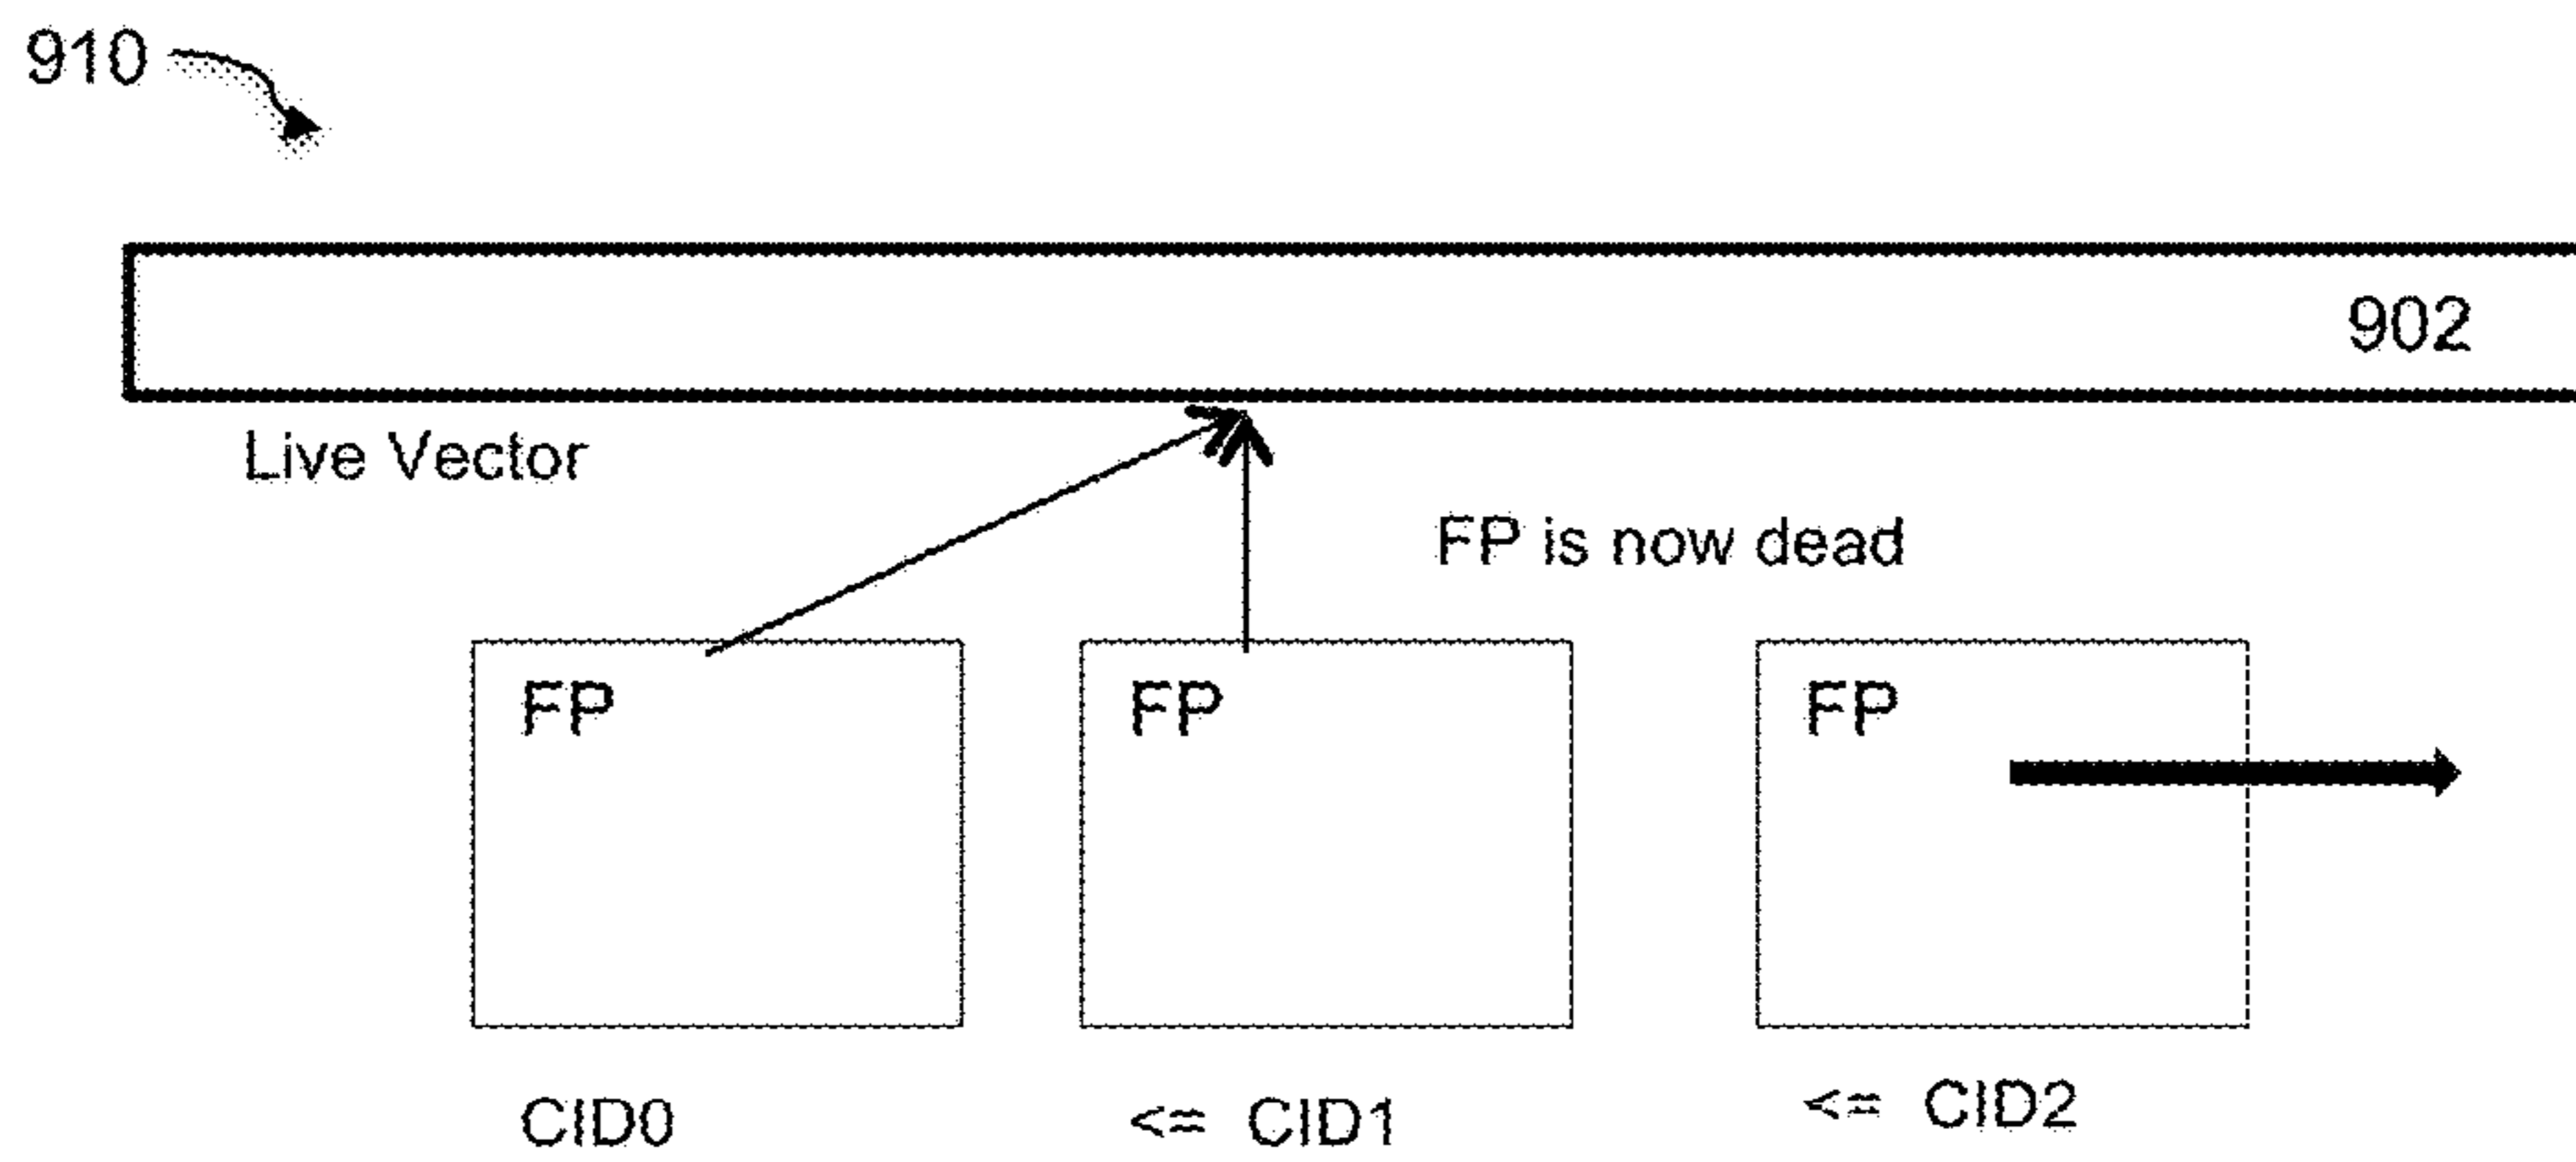 910
902
Live Vector
FP is now dead
FP
FP
FP
CID0
<= CID1
<= CID2